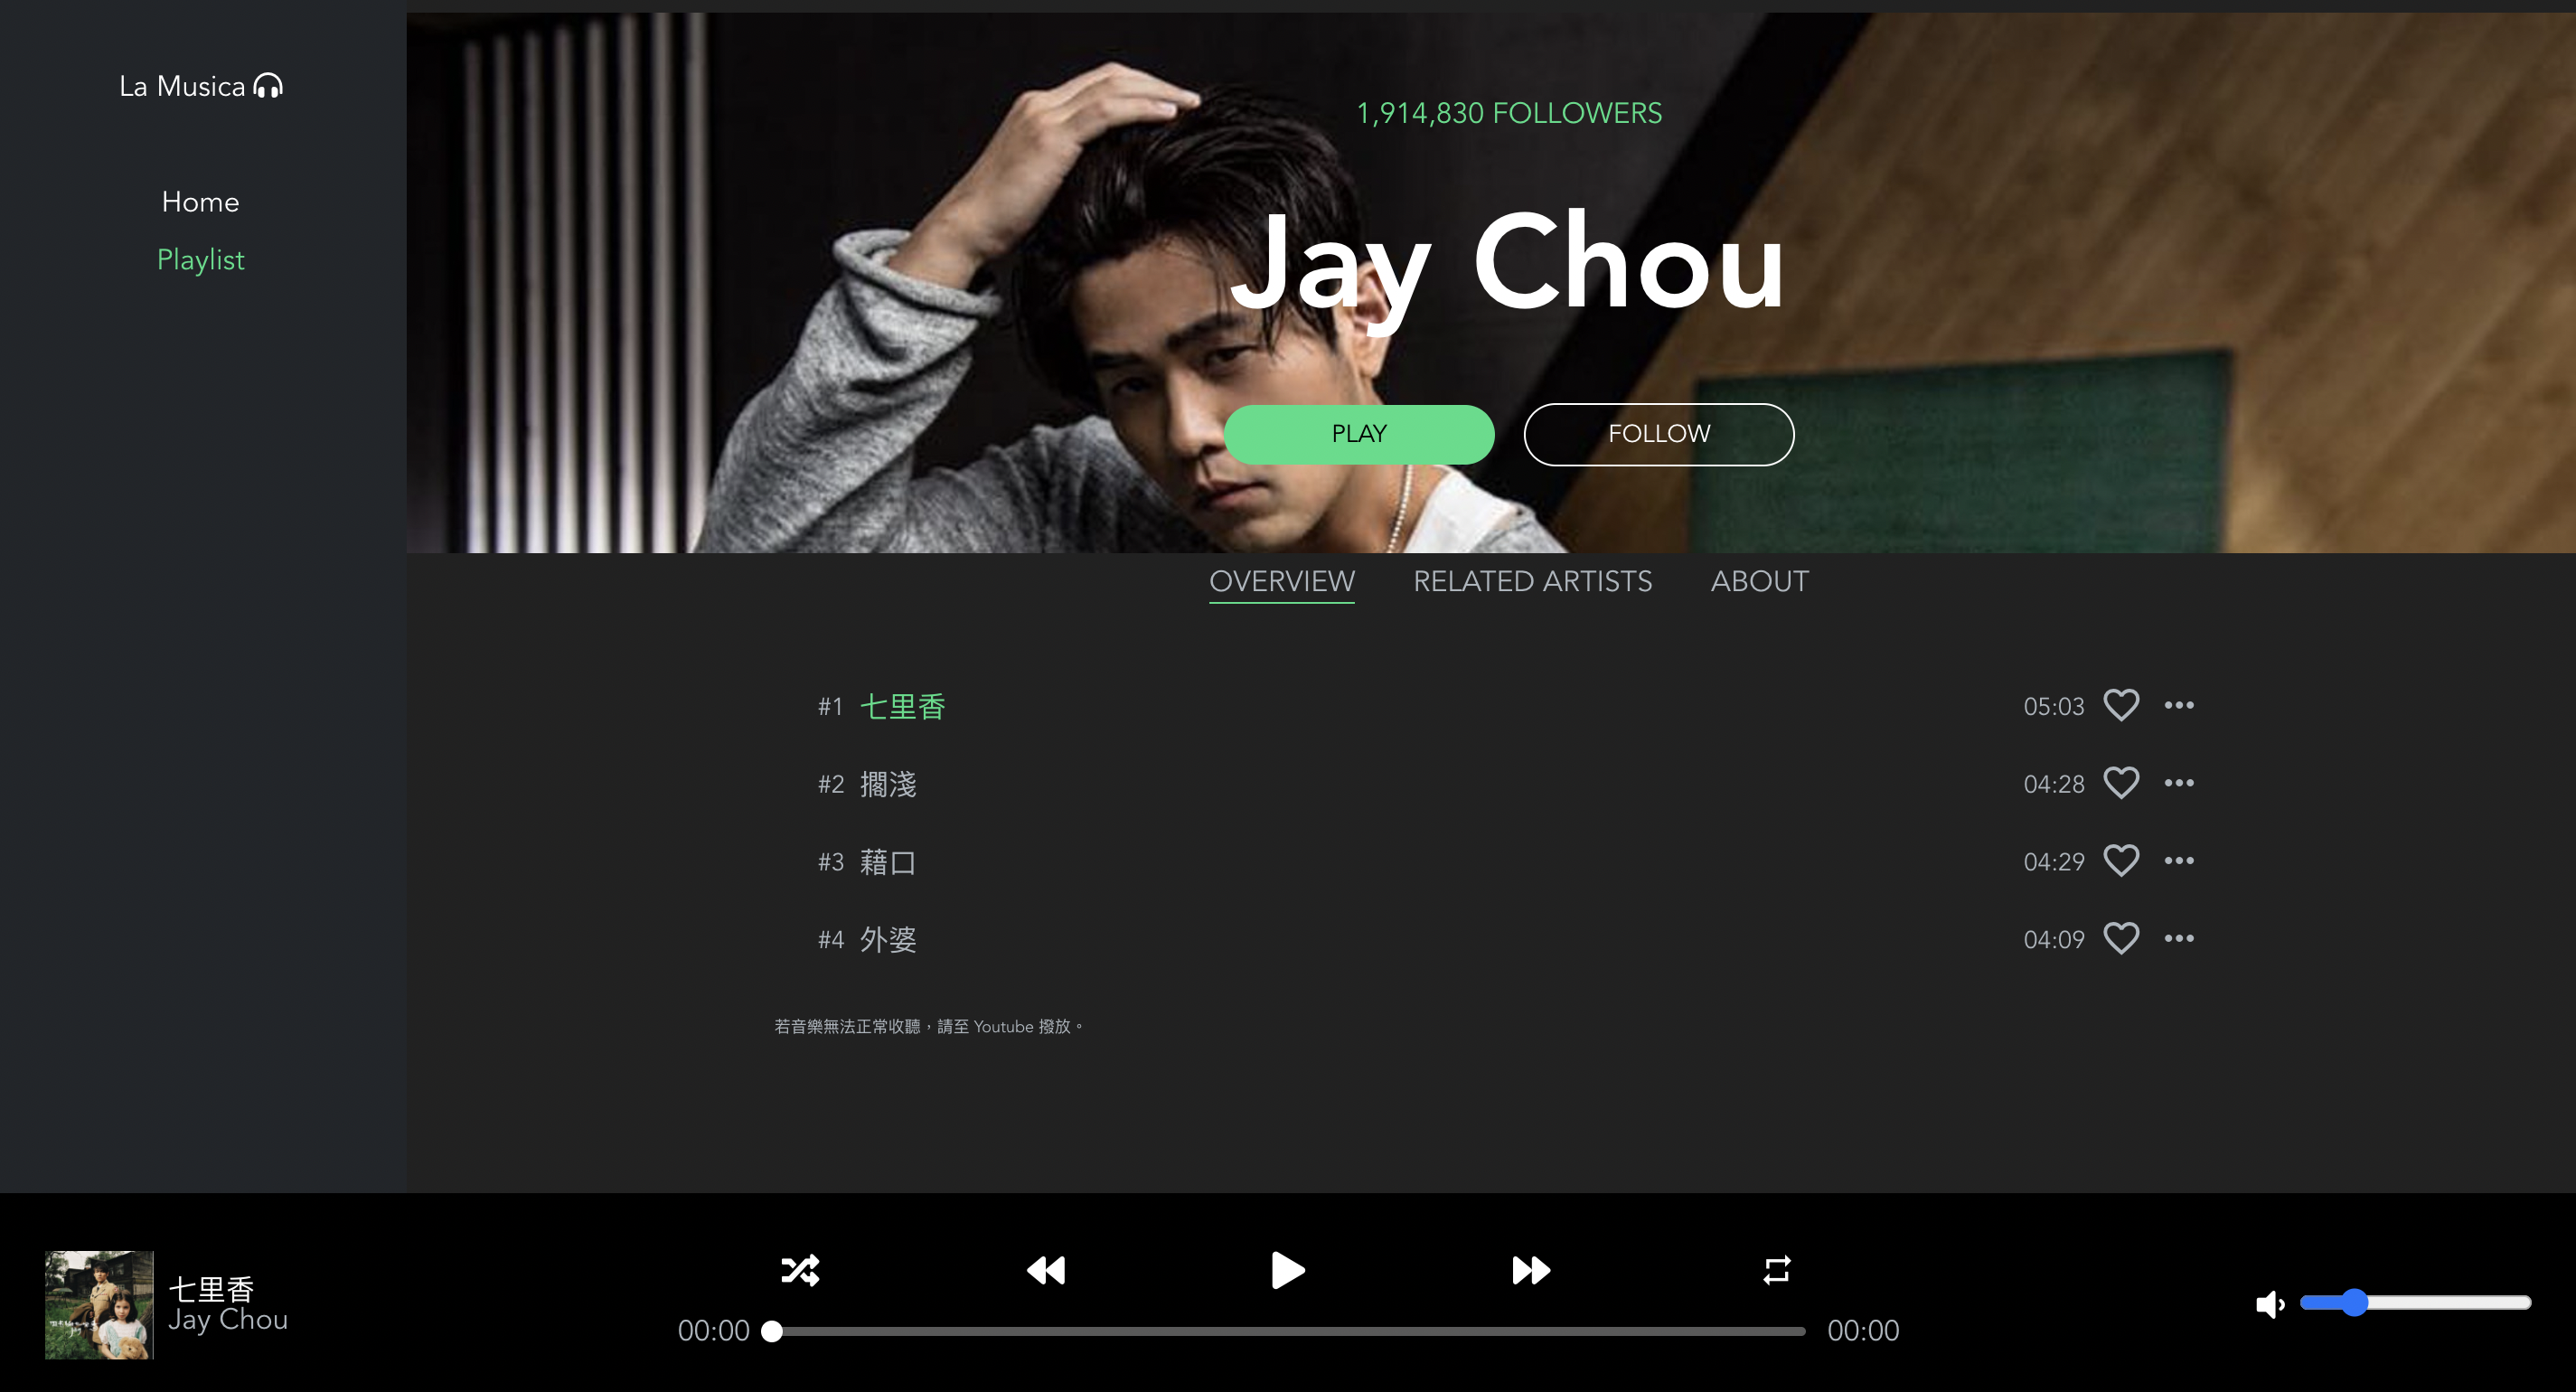 La Musica
Home
Playlist
1,914,830 FOLLOWERS
Jay Chou
PLAY
FOLLOW
OVERVIEW
RELATED ARTISTS
ABOUT
#1 七里香 05:03
#2 擱淺 04:28
#3 藉口 04:29
#4 外婆 04:09
若音樂無法正常收聽，請至 Youtube 撥放。
七里香
Jay Chou
00:00
00:00